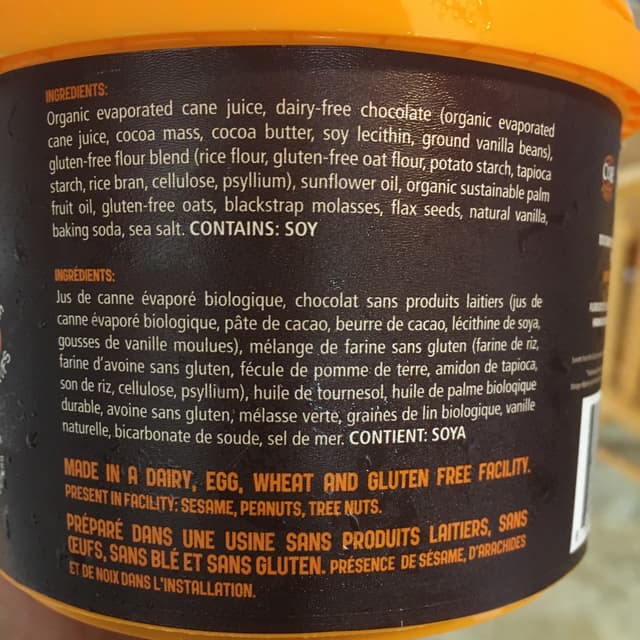 INGREDIENTS:
Organic evaporated cane juice, dairy-free chocolate (organic evaporated
cane juice, cocoa mass, cocoa butter, soy lecithin, ground vanilla beans),
gluten-free flour blend (rice flour, gluten-free oat flour, potato starch, tapioca
starch, rice bran, cellulose, psyllium), sunflower oil, organic sustainable palm
fruit oil, gluten-free oats, blackstrap molasses, flax seeds, natural vanilla,
baking soda, sea salt. CONTAINS: SOY
INGRÉDIENTS:
Jus de canne évaporé biologique, chocolat sans produits laitiers (jus de
canne évaporé biologique, pâte de cacao, beurre de cacao, lécithine de soya,
gousses de vanille moulues), mélange de farine sans gluten (farine de riz,
farine d'avoine sans gluten, fécule de pomme de terre, amidon de tapioca,
son de riz, cellulose, psyllium), huile de tournesol, huile de palme biologique
durable, avoine sans gluten, mélasse verte, graines de lin biologique, vanille
naturelle, bicarbonate de soude, sel de mer. CONTIENT: SOYA
MADE IN A DAIRY, EGG, WHEAT AND GLUTEN FREE FACILITY.
PRESENT IN FACILITY: SESAME, PEANUTS, TREE NUTS.
PRÉPARÉ DANS UNE USINE SANS PRODUITS LAITIERS, SANS
ŒUFS, SANS BLÉ ET SANS GLUTEN. PRÉSENCE DE SÉSAME, D'ARACHIDES
ET DE NOIX DANS L'INSTALLATION.